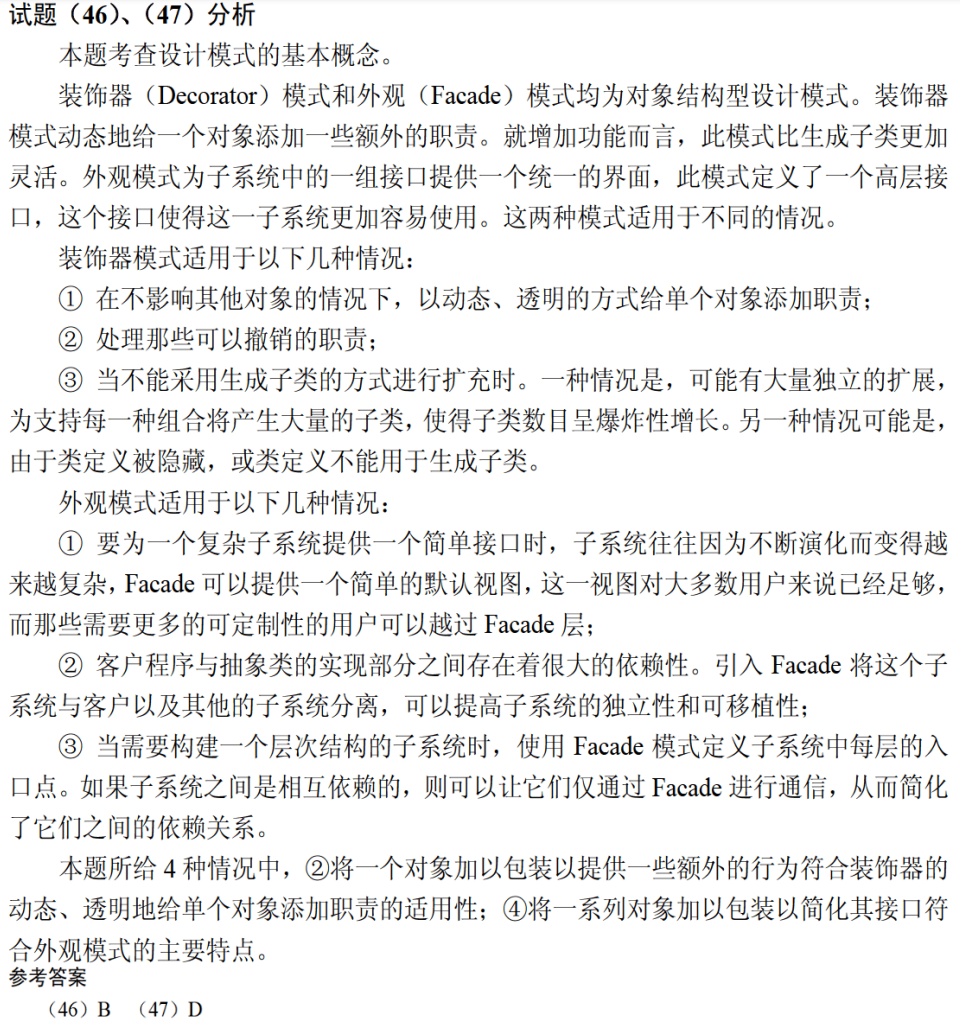 试题（46）、（47）分析
本题考查设计模式的基本概念。
装饰器（Decorator）模式和外观（Facade）模式均为对象结构型设计模式。装饰器
模式动态地给一个对象添加一些额外的职责。就增加功能而言，此模式比生成子类更加
灵活。外观模式为子系统中的一组接口提供一个统一的界面，此模式定义了一个高层接
口，这个接口使得这一子系统更加容易使用。这两种模式适用于不同的情况。
装饰器模式适用于以下几种情况：
① 在不影响其他对象的情况下，以动态、透明的方式给单个对象添加职责；
② 处理那些可以撤销的职责；
③ 当不能采用生成子类的方式进行扩充时。一种情况是，可能有大量独立的扩展，
为支持每一种组合将产生大量的子类，使得子类数目呈爆炸性增长。另一种情况可能是，
由于类定义被隐藏，或类定义不能用于生成子类。
外观模式适用于以下几种情况：
① 要为一个复杂子系统提供一个简单接口时，子系统往往因为不断演化而变得越
来越复杂，Facade 可以提供一个简单的默认视图，这一视图对大多数用户来说已经足够，
而那些需要更多的可定制性的用户可以越过 Facade 层；
② 客户程序与抽象类的实现部分之间存在着很大的依赖性。引入 Facade 将这个子
系统与客户以及其他的子系统分离，可以提高子系统的独立性和可移植性；
③ 当需要构建一个层次结构的子系统时，使用 Facade 模式定义子系统中每层的入
口点。如果子系统之间是相互依赖的，则可以让它们仅通过 Facade 进行通信，从而简化
了它们之间的依赖关系。
本题所给 4 种情况中，②将一个对象加以包装以提供一些额外的行为符合装饰器的
动态、透明地给单个对象添加职责的适用性；④将一系列对象加以包装以简化其接口符
合外观模式的主要特点。
参考答案
（46）B （47）D